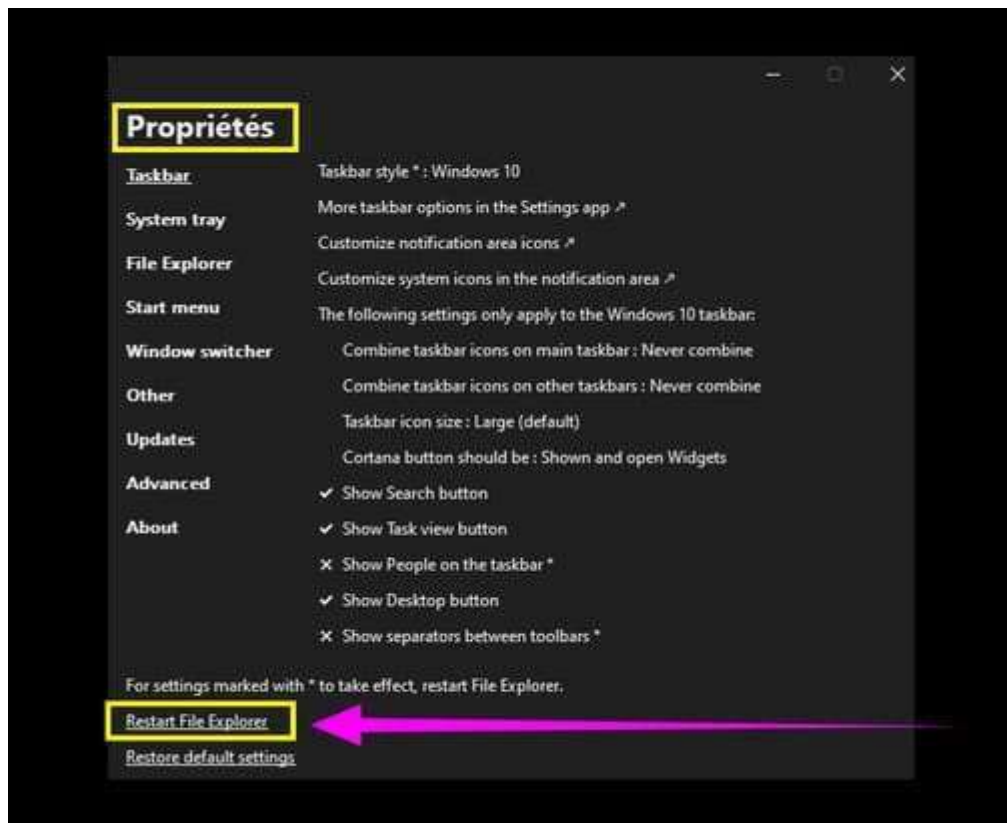 Propriétés
Taskbar
System tray
File Explorer
Start menu
Window switcher
Other
Updates
Advanced
About
Taskbar style * : Windows 10
More taskbar options in the Settings app ↗
Customize notification area icons ↗
Customize system icons in the notification area ↗
The following settings only apply to the Windows 10 taskbar:
Combine taskbar icons on main taskbar : Never combine
Combine taskbar icons on other taskbars : Never combine
Taskbar icon size : Large (default)
Cortana button should be : Shown and open Widgets
✓ Show Search button
✓ Show Task view button
✕ Show People on the taskbar *
✓ Show Desktop button
✕ Show separators between toolbars *
For settings marked with * to take effect, restart File Explorer.
Restart File Explorer
Restore default settings